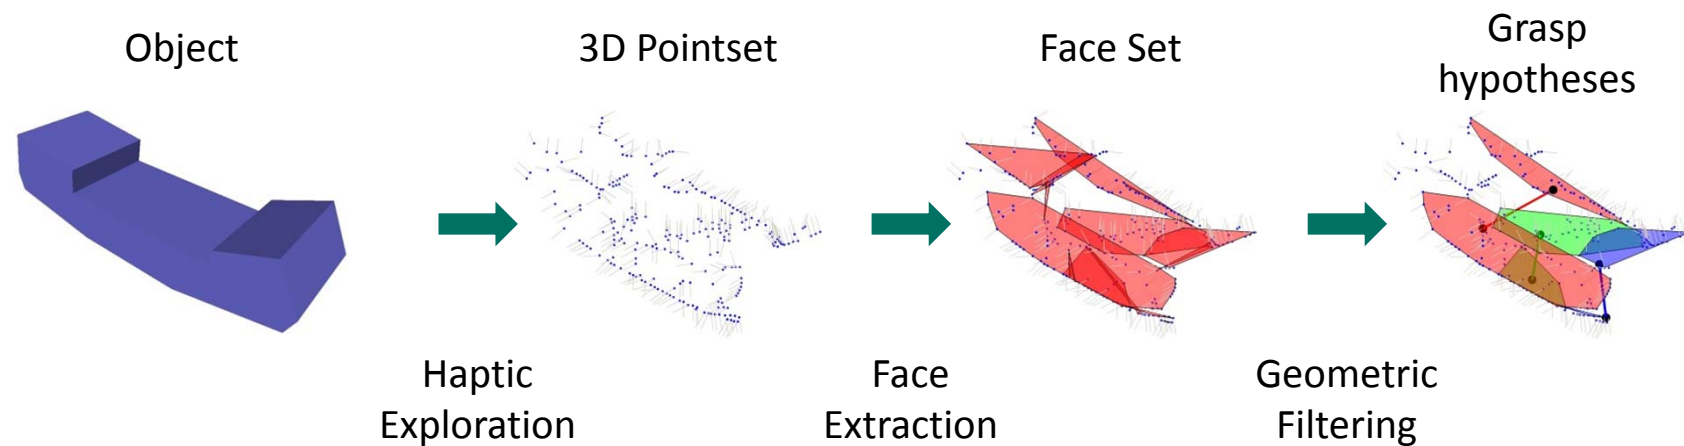 Object
3D Pointset
Face Set
Grasp
hypotheses
Haptic
Exploration
Face
Extraction
Geometric
Filtering